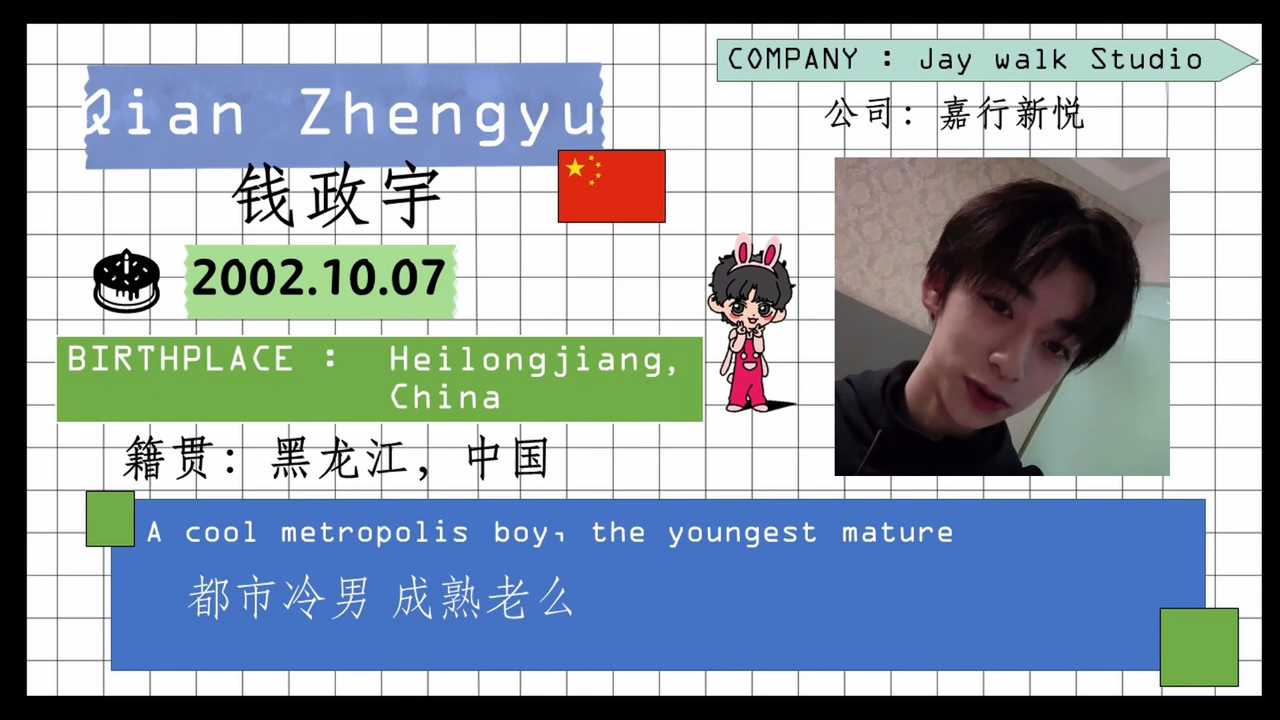 COMPANY : Jay walk Studio
公司：嘉行新悦
Qian Zhengyu
钱政宇
2002.10.07
BIRTHPLACE : Heilongjiang,
China
籍贯：黑龙江，中国
A cool metropolis boy, the youngest mature
都市冷男 成熟老么